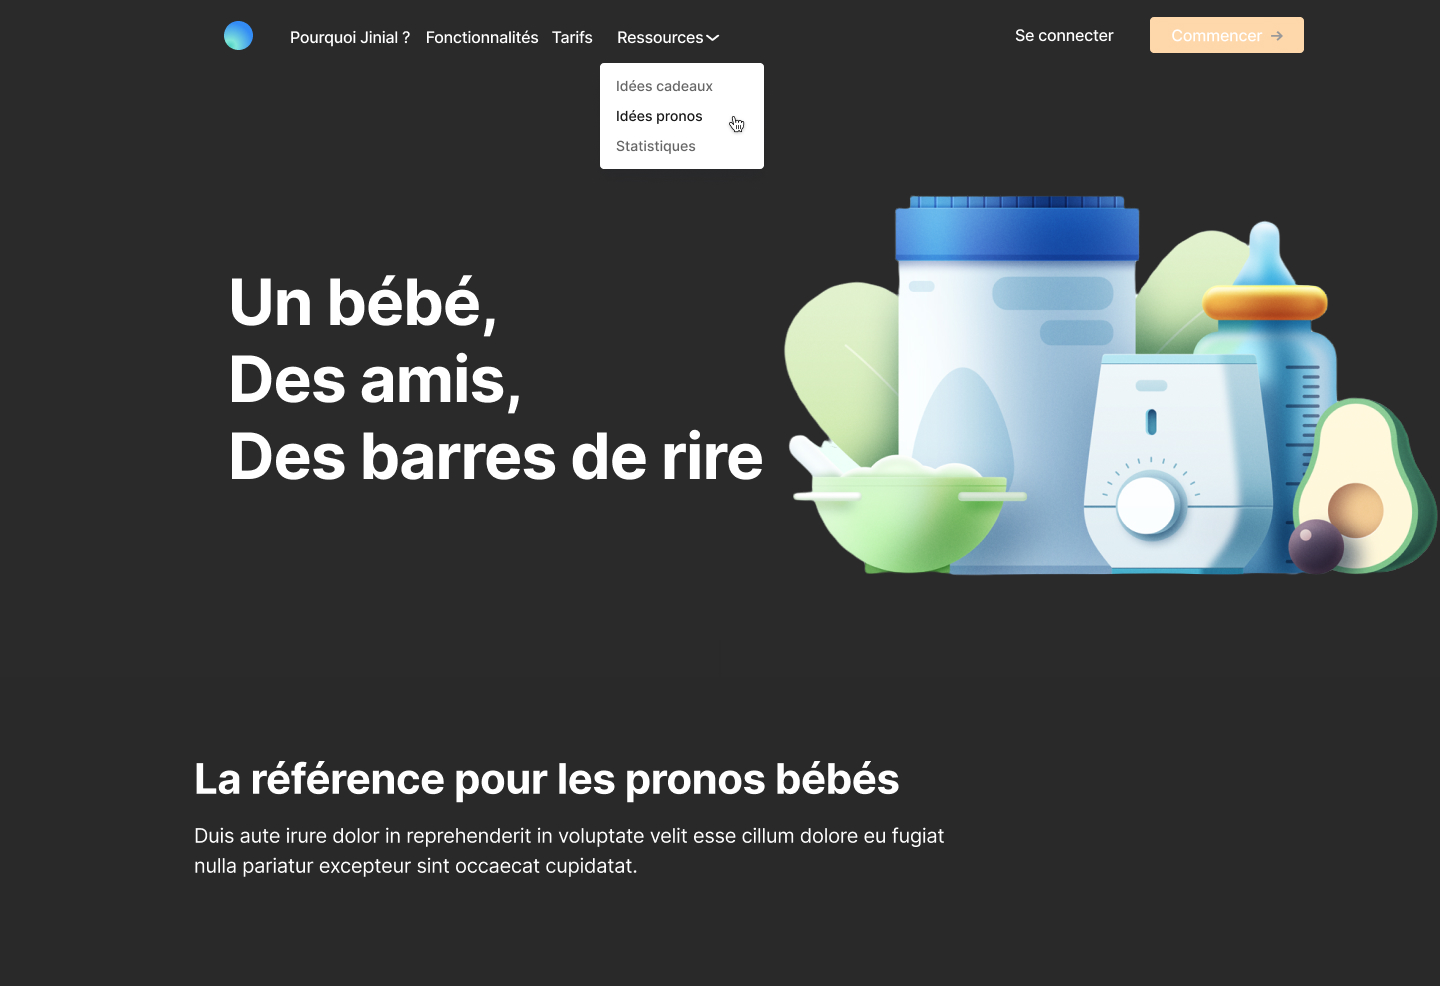 Pourquoi Jinial ? Fonctionnalités Tarifs Ressources Se connecter Commencer →
Idées cadeaux
Idées pronos
Statistiques
Un bébé,
Des amis,
Des barres de rire
La référence pour les pronos bébés
Duis aute irure dolor in reprehenderit in voluptate velit esse cillum dolore eu fugiat
nulla pariatur excepteur sint occaecat cupidatat.